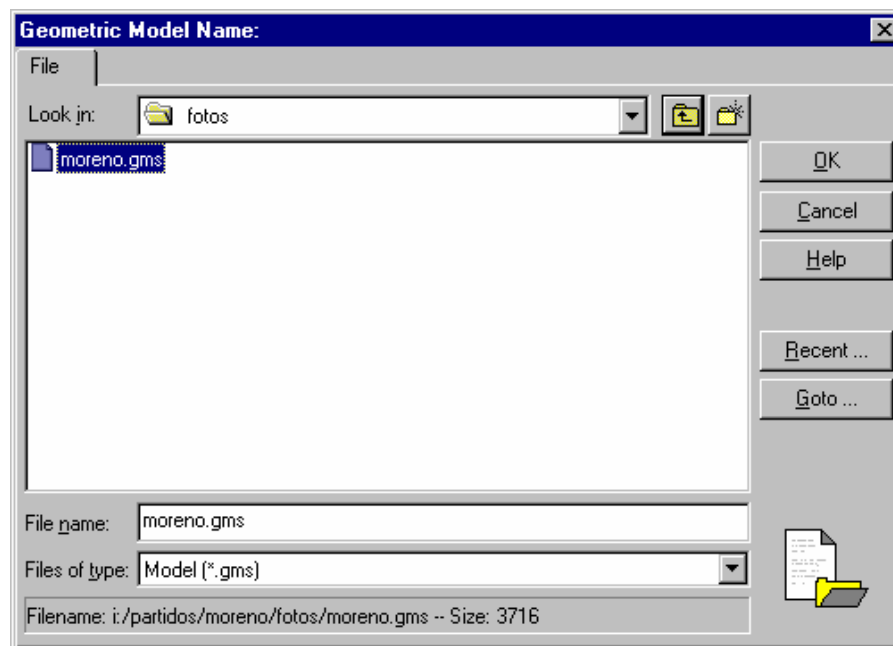 Geometric Model Name:
File
Look in: fotos
moreno.gms
OK
Cancel
Help
Recent ...
Goto ...
File name: moreno.gms
Files of type: Model (*.gms)
Filename: i:/partidos/moreno/fotos/moreno.gms -- Size: 3716